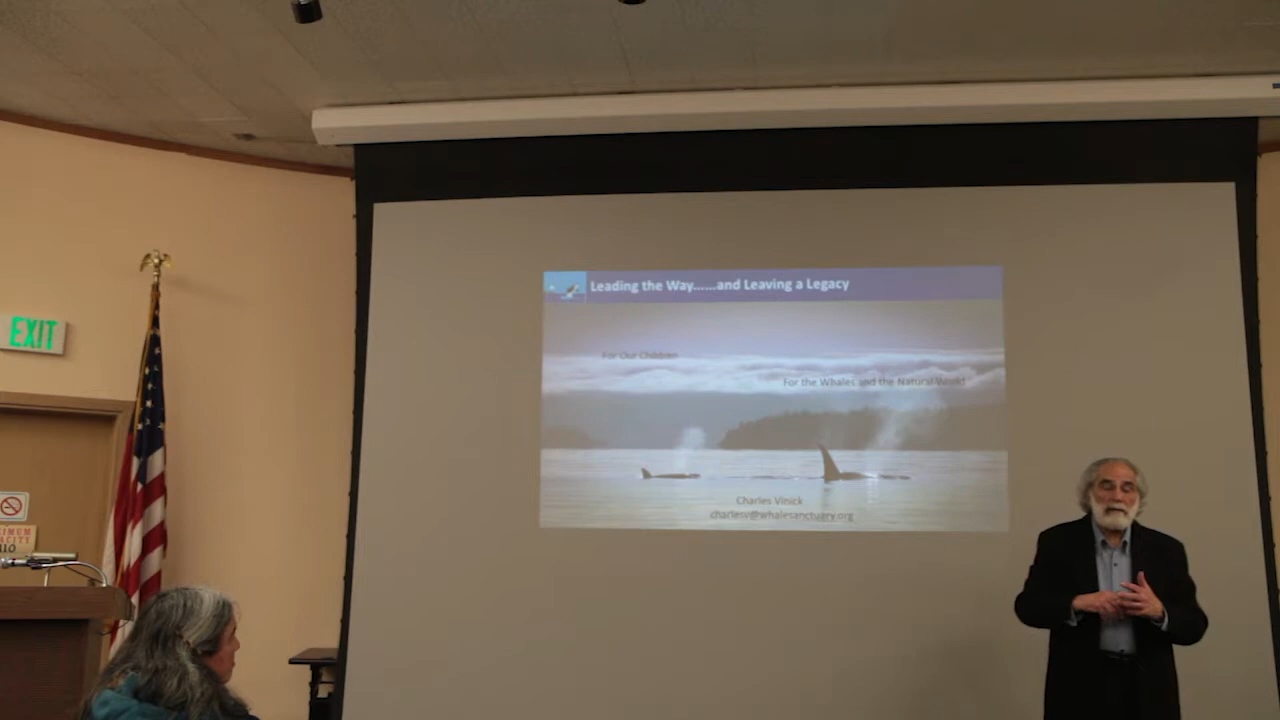 Leading the Way......and Leaving a Legacy
For Our Children
For the Whales and the Natural World
Charles Vinick
charlesv@whalesanctuary.org
EXIT